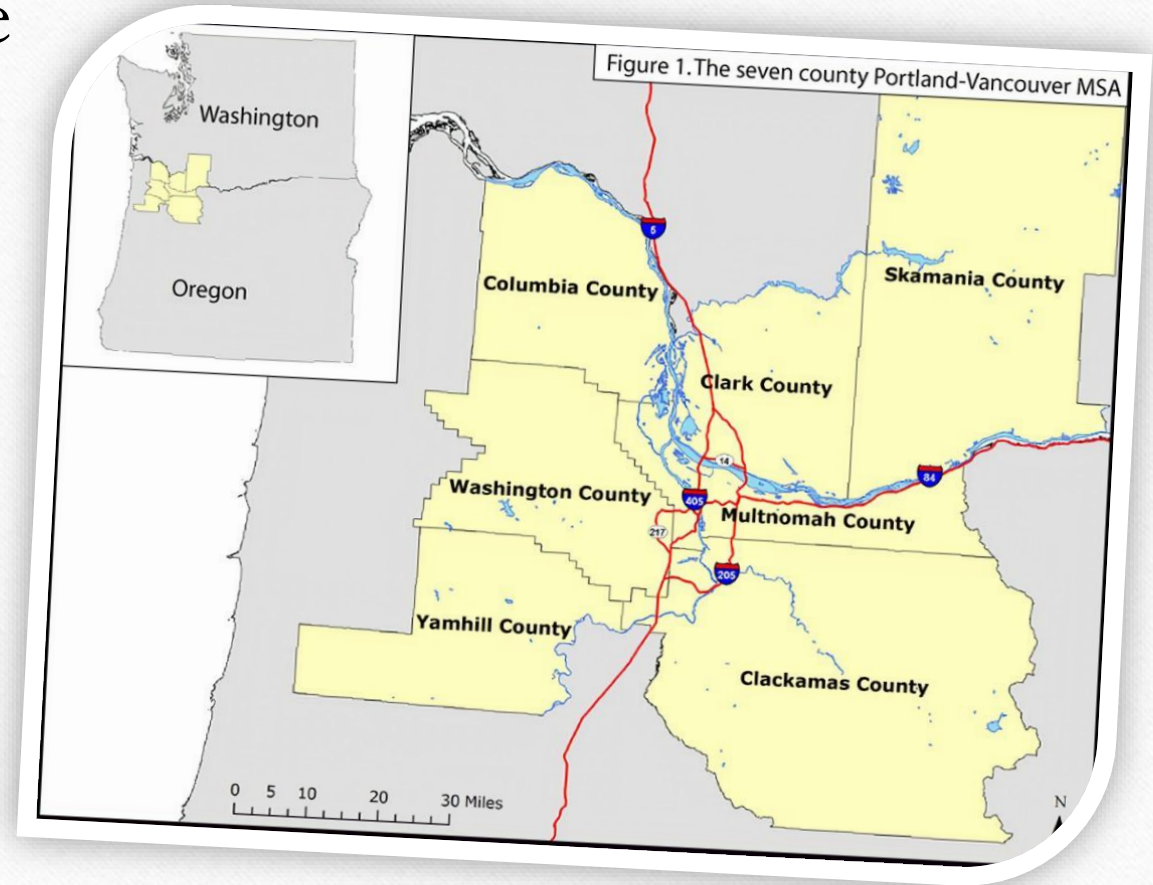 e
Figure 1. The seven county Portland-Vancouver MSA
Washington
Oregon
5
Columbia County
Skamania County
Clark County
14
84
Washington County
405
Multnomah County
217
205
Yamhill County
Clackamas County
0 5 10 20 30 Miles
N